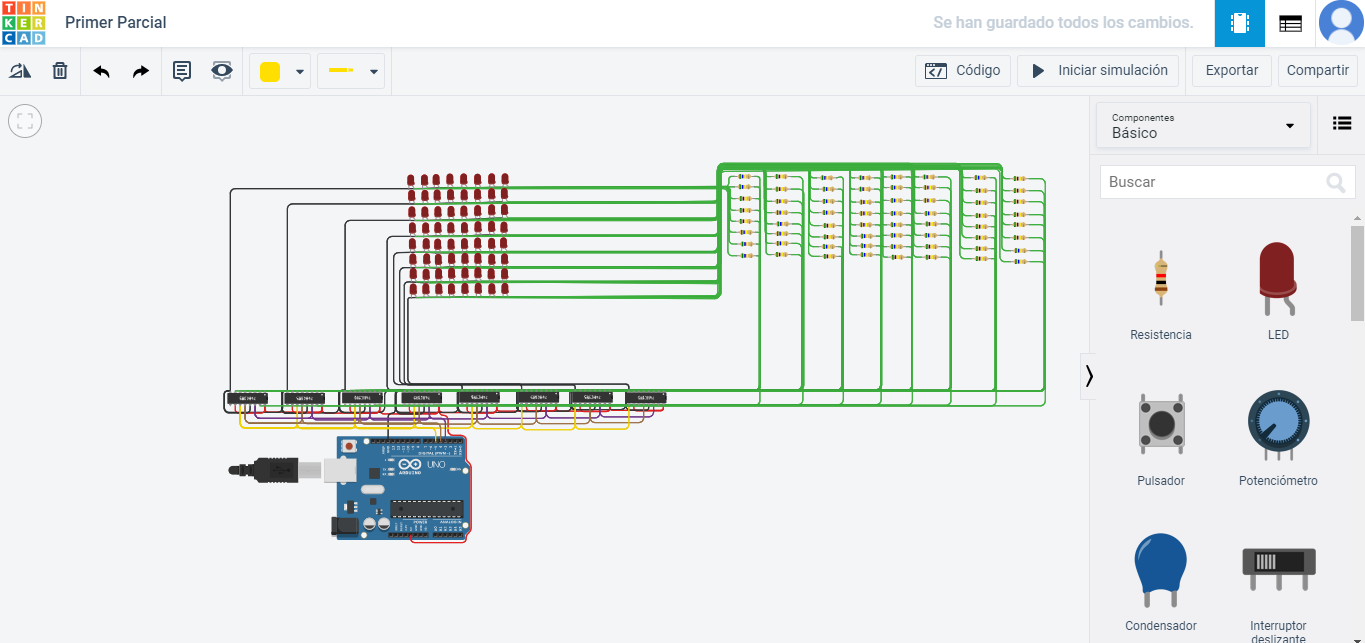 TIN
KER
CAD
Primer Parcial
Se han guardado todos los cambios.
Código
Iniciar simulación
Exportar
Compartir
Componentes
Básico
Buscar
Resistencia
LED
Pulsador
Potenciómetro
Condensador
Interruptor
deslizante
UNO
ARDUINO